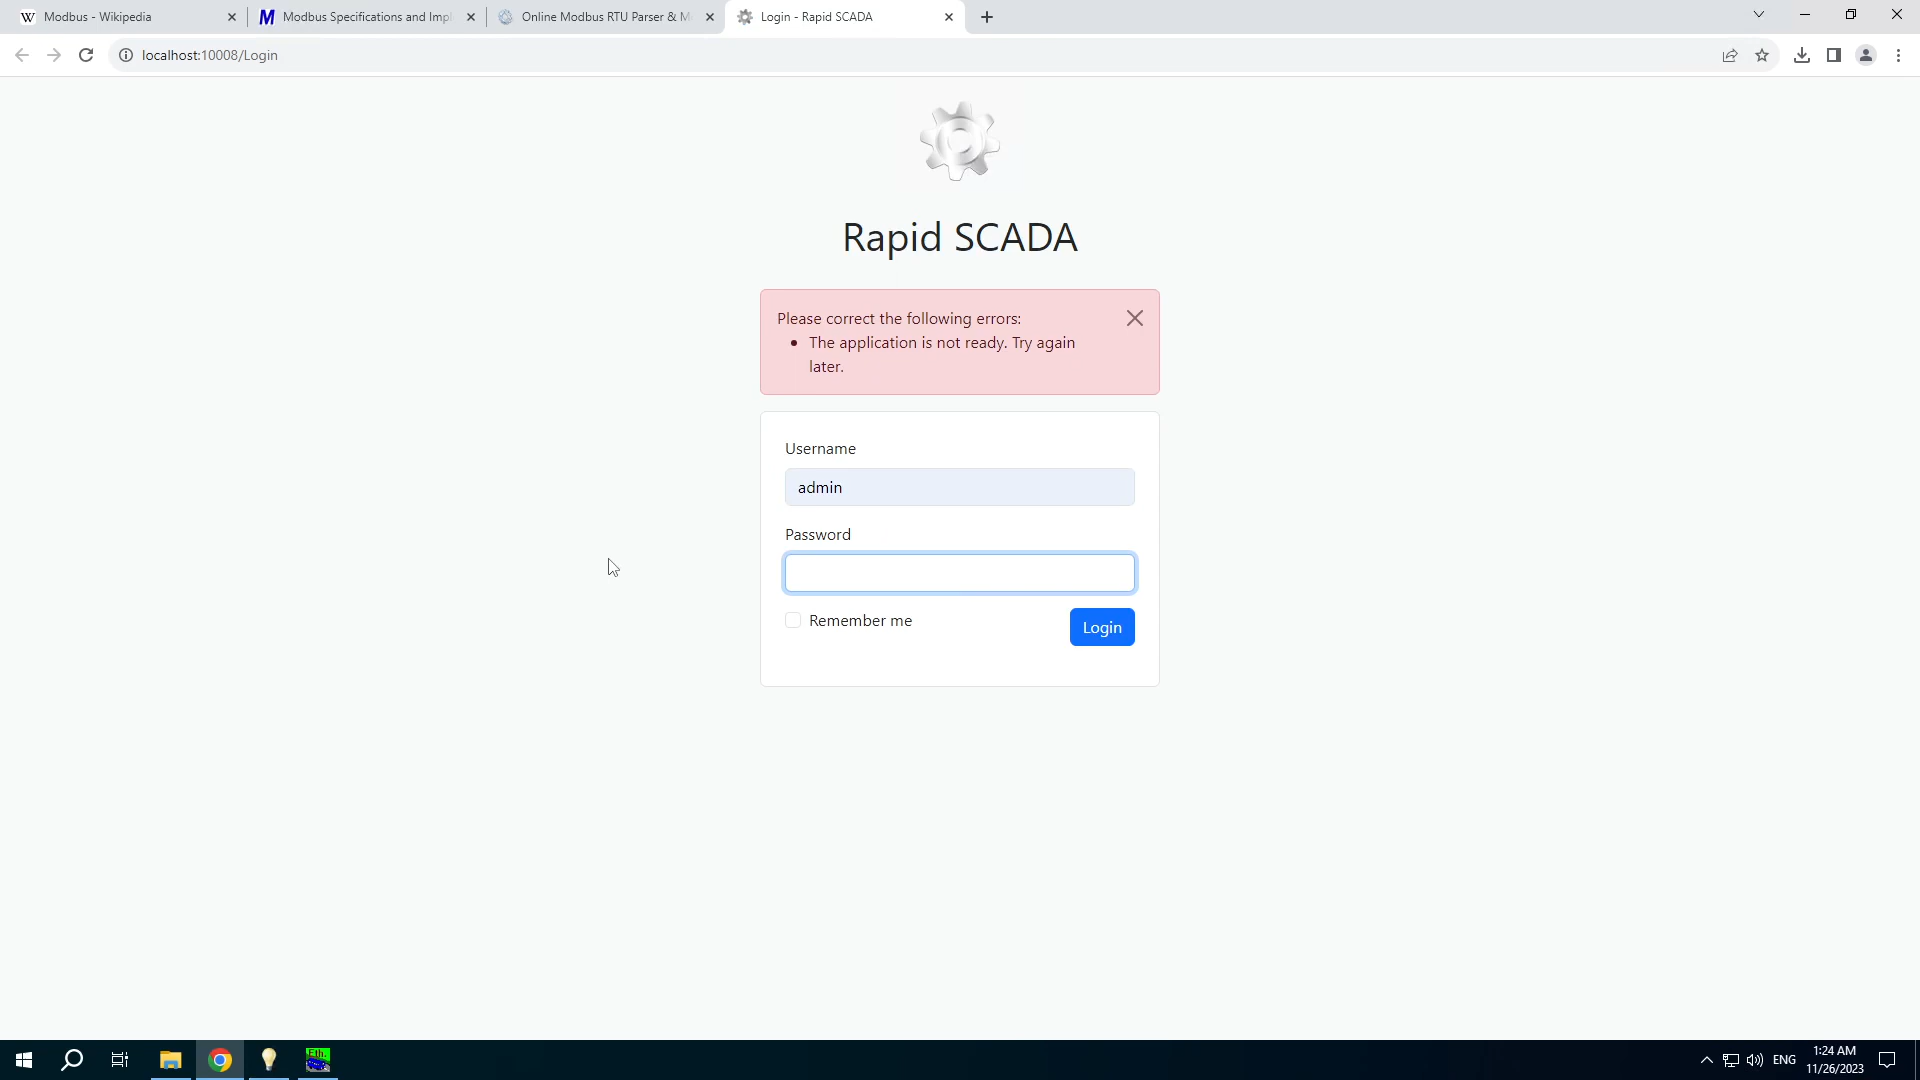 Modbus - Wikipedia
Modbus Specifications and Impl
Online Modbus RTU Parser & M
Login - Rapid SCADA
localhost:10008/Login
Rapid SCADA
Please correct the following errors:
The application is not ready. Try again
later.
Username
admin
Password
Remember me
Login
Eth.
ENG
1:24 AM
11/26/2023